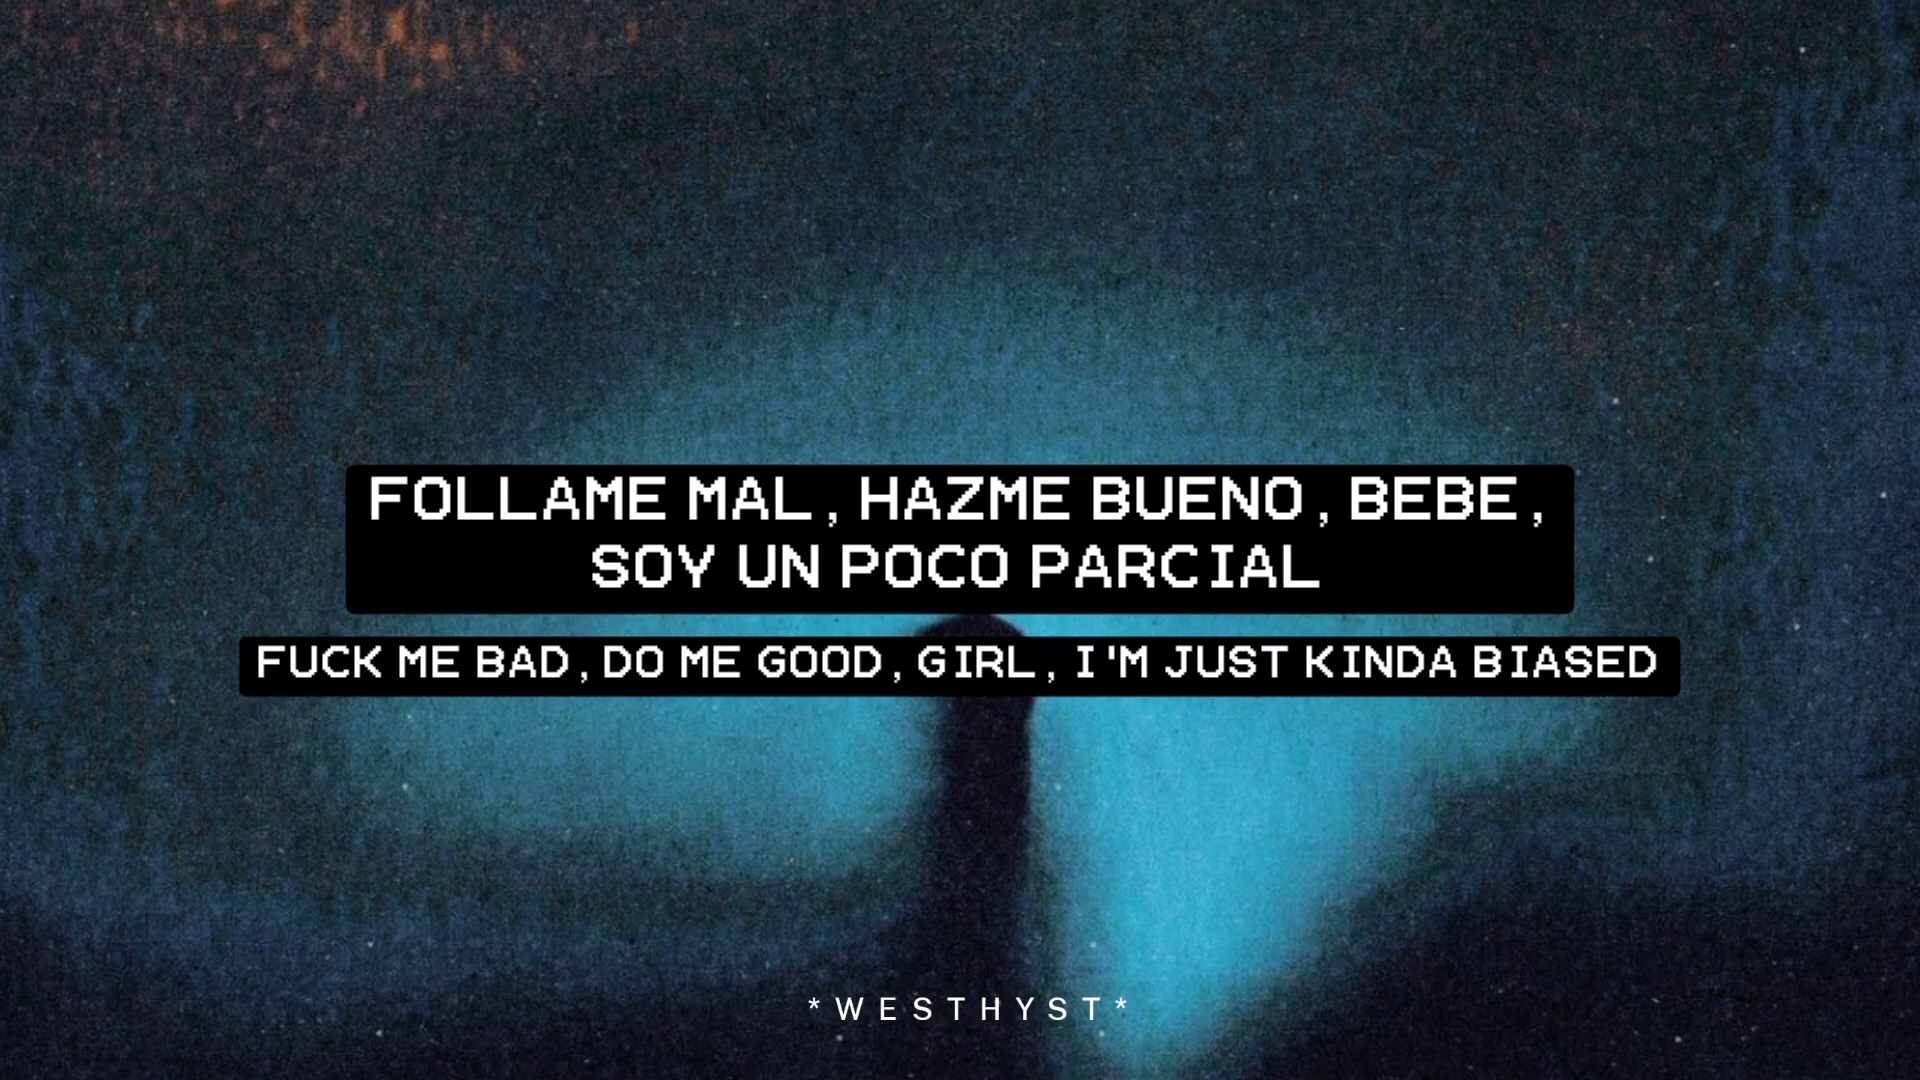 FOLLAME MAL, HAZME BUENO, BEBE,
SOY UN POCO PARCIAL
FUCK ME BAD, DO ME GOOD, GIRL, I'M JUST KINDA BIASED
*WESTHYST*